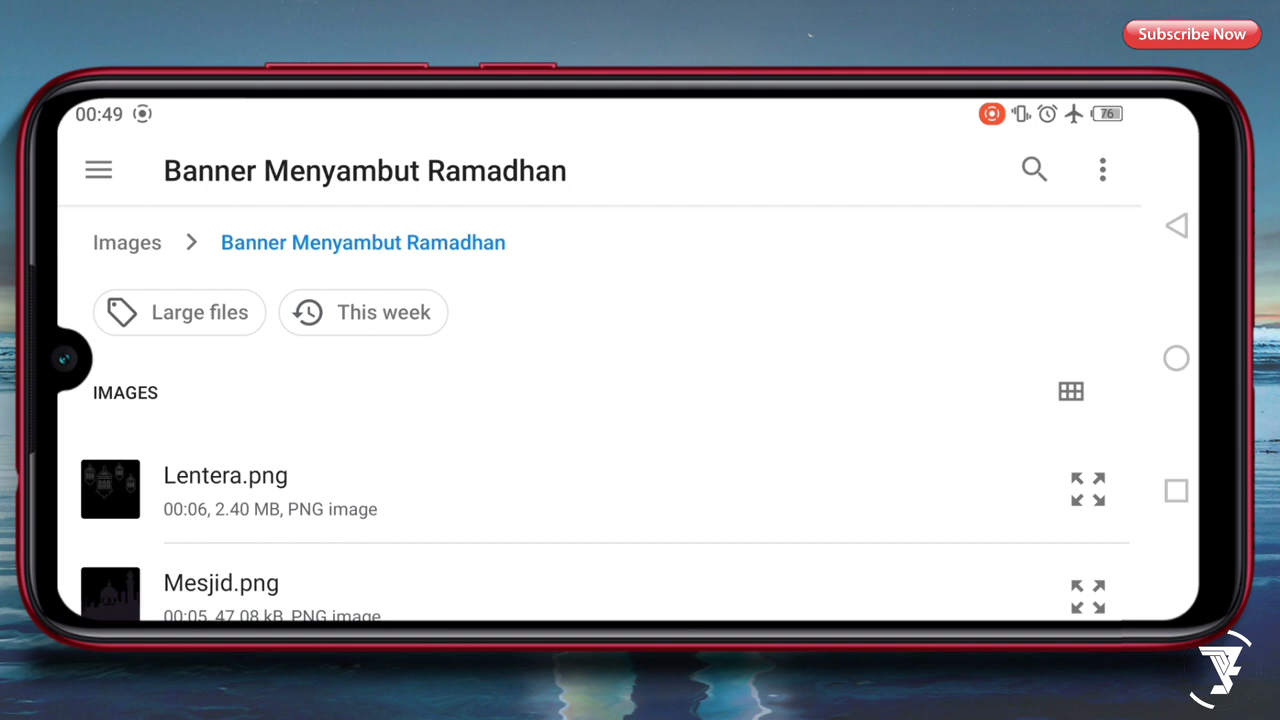 Subscribe Now
00:49
76
Banner Menyambut Ramadhan
Images
Banner Menyambut Ramadhan
Large files
This week
IMAGES
Lentera.png
00:06, 2.40 MB, PNG image
Mesjid.png
00:05, 47.08 kB, PNG image